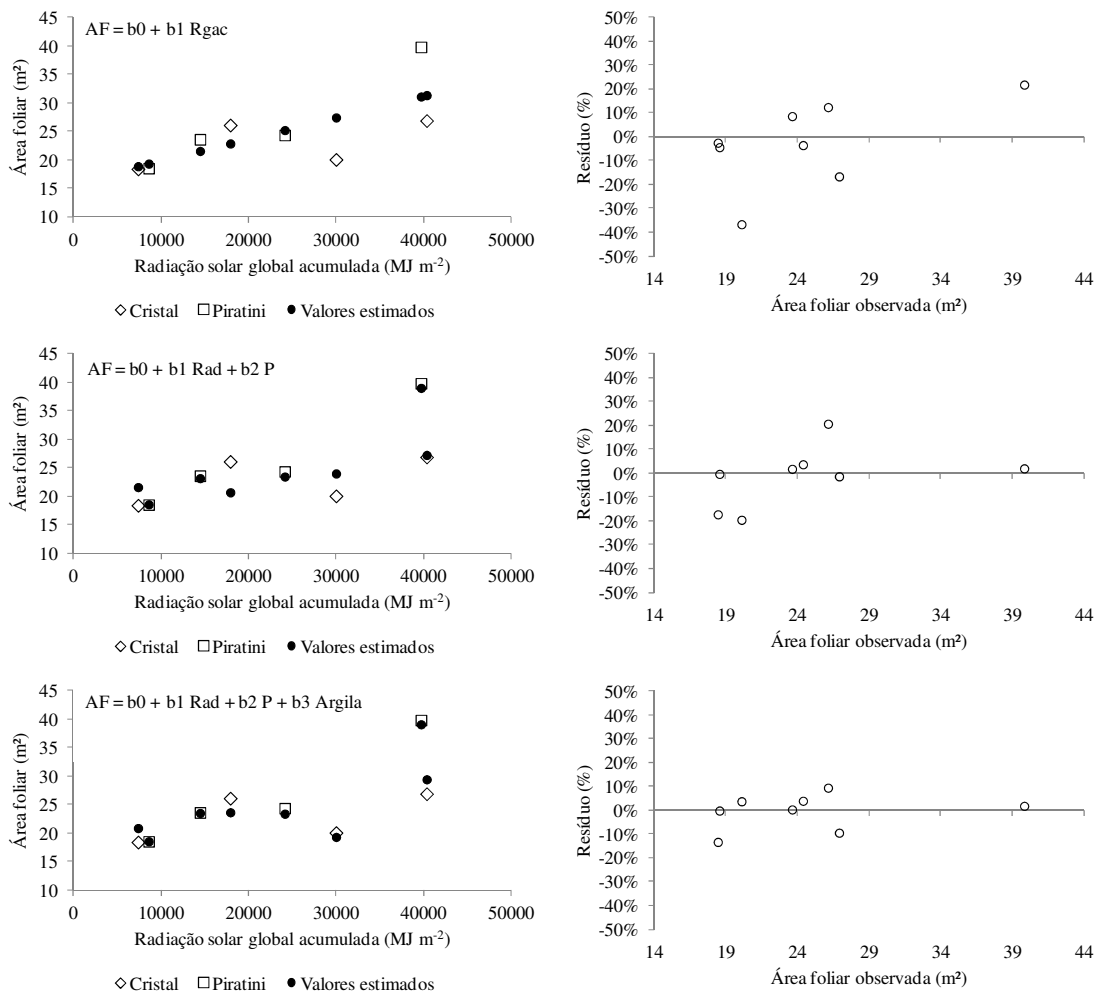 AF = b0 + b1 Rgac
Área foliar (m²)
45
40
35
30
25
20
15
10
0 10000 20000 30000 40000 50000
Radiação solar global acumulada (MJ m⁻²)
◇ Cristal □ Piratini ● Valores estimados
Resíduo (%)
50%
40%
30%
20%
10%
0%
-10%
-20%
-30%
-40%
-50%
14 19 24 29 34 39 44
Área foliar observada (m²)
AF = b0 + b1 Rad + b2 P
Área foliar (m²)
45
40
35
30
25
20
15
10
0 10000 20000 30000 40000 50000
Radiação solar global acumulada (MJ m⁻²)
◇ Cristal □ Piratini ● Valores estimados
Resíduo (%)
50%
40%
30%
20%
10%
0%
-10%
-20%
-30%
-40%
-50%
14 19 24 29 34 39 44
Área foliar observada (m²)
AF = b0 + b1 Rad + b2 P + b3 Argila
Área foliar (m²)
45
40
35
30
25
20
15
10
0 10000 20000 30000 40000 50000
Radiação solar global acumulada (MJ m⁻²)
◇ Cristal □ Piratini ● Valores estimados
Resíduo (%)
50%
40%
30%
20%
10%
0%
-10%
-20%
-30%
-40%
-50%
14 19 24 29 34 39 44
Área foliar observada (m²)